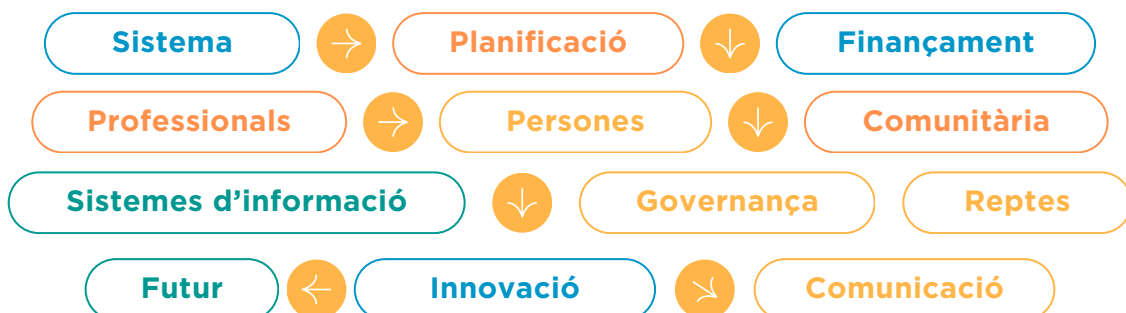 Sistema Planificació Finançament
Professionals Persones Comunitària
Sistemes d’informació Governança Reptes
Futur Innovació Comunicació